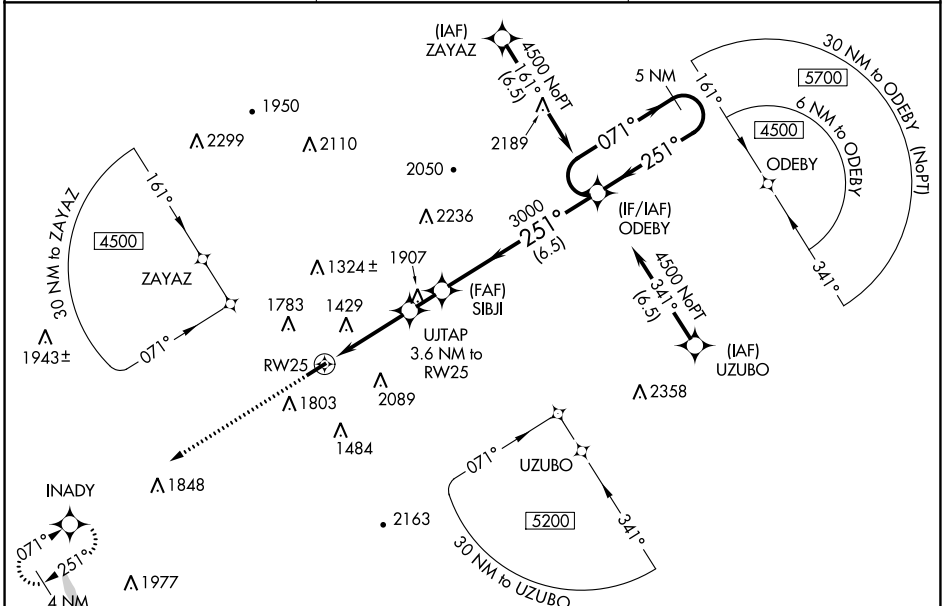 (IAF)
ZAYAZ
4500 NoPT
161°
(6.5)
5 NM
30 NM to ODEBY (NoPT)
5700
6 NM to ODEBY
4500
161°
ODEBY
341°
1950
2299
2110
2189
071°
251°
2050
2236
3000
251°
(6.5)
(IF/IAF)
ODEBY
161°
30 NM to ZAYAZ
4500
ZAYAZ
071°
1324±
1907
(FAF)
SIBJI
4500 NoPT
341°
(6.5)
1783
1429
UJTAP
3.6 NM to
RW25
(IAF)
UZUBO
1943±
RW25
1803
2089
2358
1484
071°
UZUBO
341°
5200
30 NM to UZUBO
1848
INADY
071°
251°
4 NM
2163
1977